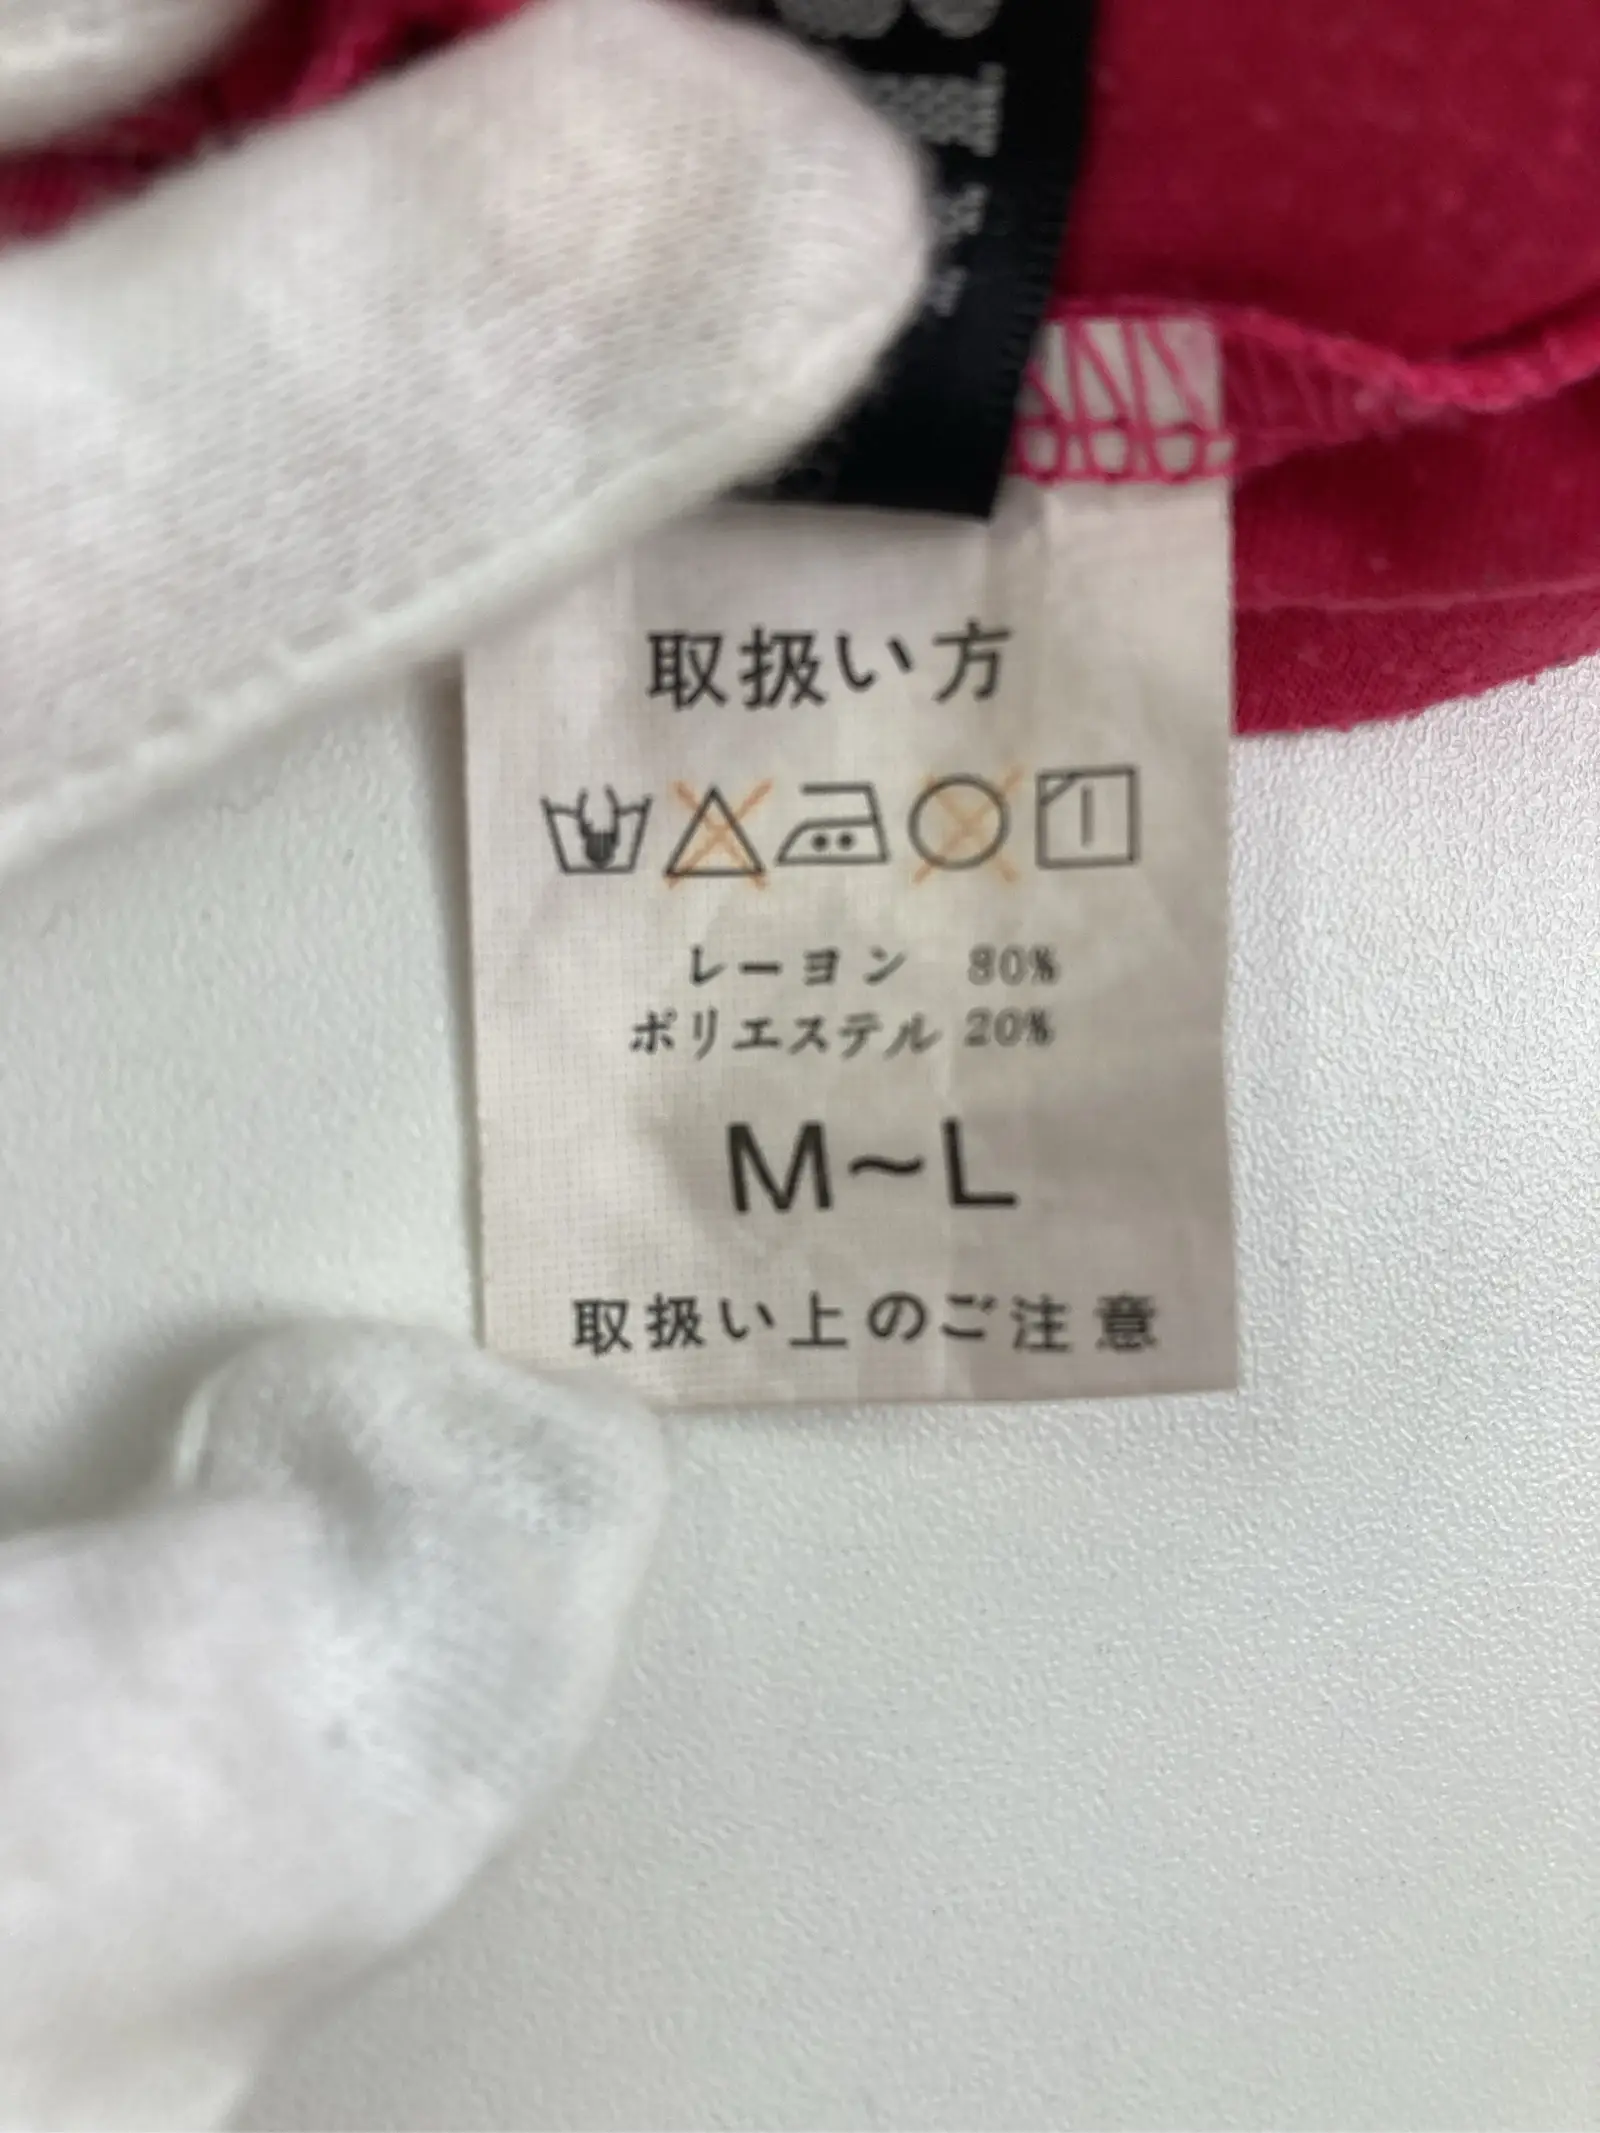 取扱い方
レーヨン 80%
ポリエステル 20%
M~L
取扱い上のご注意